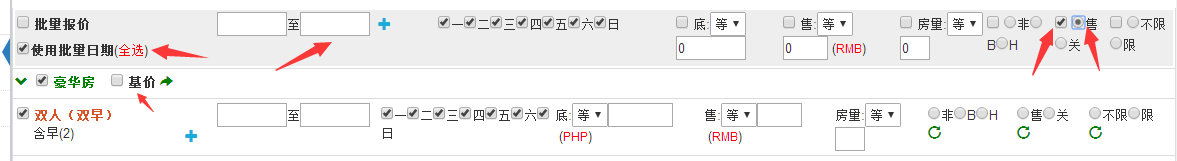 批量报价 至 一 二 三 四 五 六 日 底: 等 售: 等 房量: 等 非 售 不限
使用批量日期(全选) 0 0 (RMB) 0 B H 关 限
豪华房 基价
双人（双早） 至 一 二 三 四 五 六 底: 等 售: 等 房量: 等 非 B H 售 关 不限 限
含早(2) 日 (PHP) (RMB)